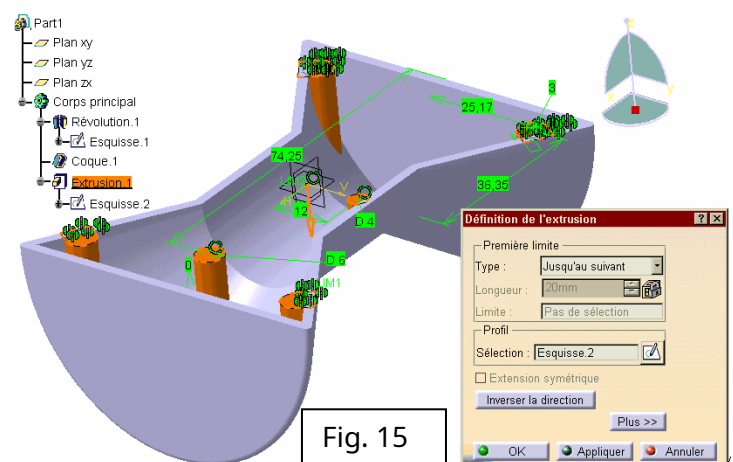 Part1
Plan xy
Plan yz
Plan zx
Corps principal
Révolution.1
Esquisse.1
Coque.1
Extrusion.1
Esquisse.2
3
25,17
74,25
36,35
12
D 4
D 6
0
z
x
y
Définition de l'extrusion
Première limite
Type : Jusqu'au suivant
Longueur : 20mm
Limite : Pas de sélection
Profil
Sélection : Esquisse.2
Extension symétrique
Inverser la direction
Plus >>
OK Appliquer Annuler
Fig. 15